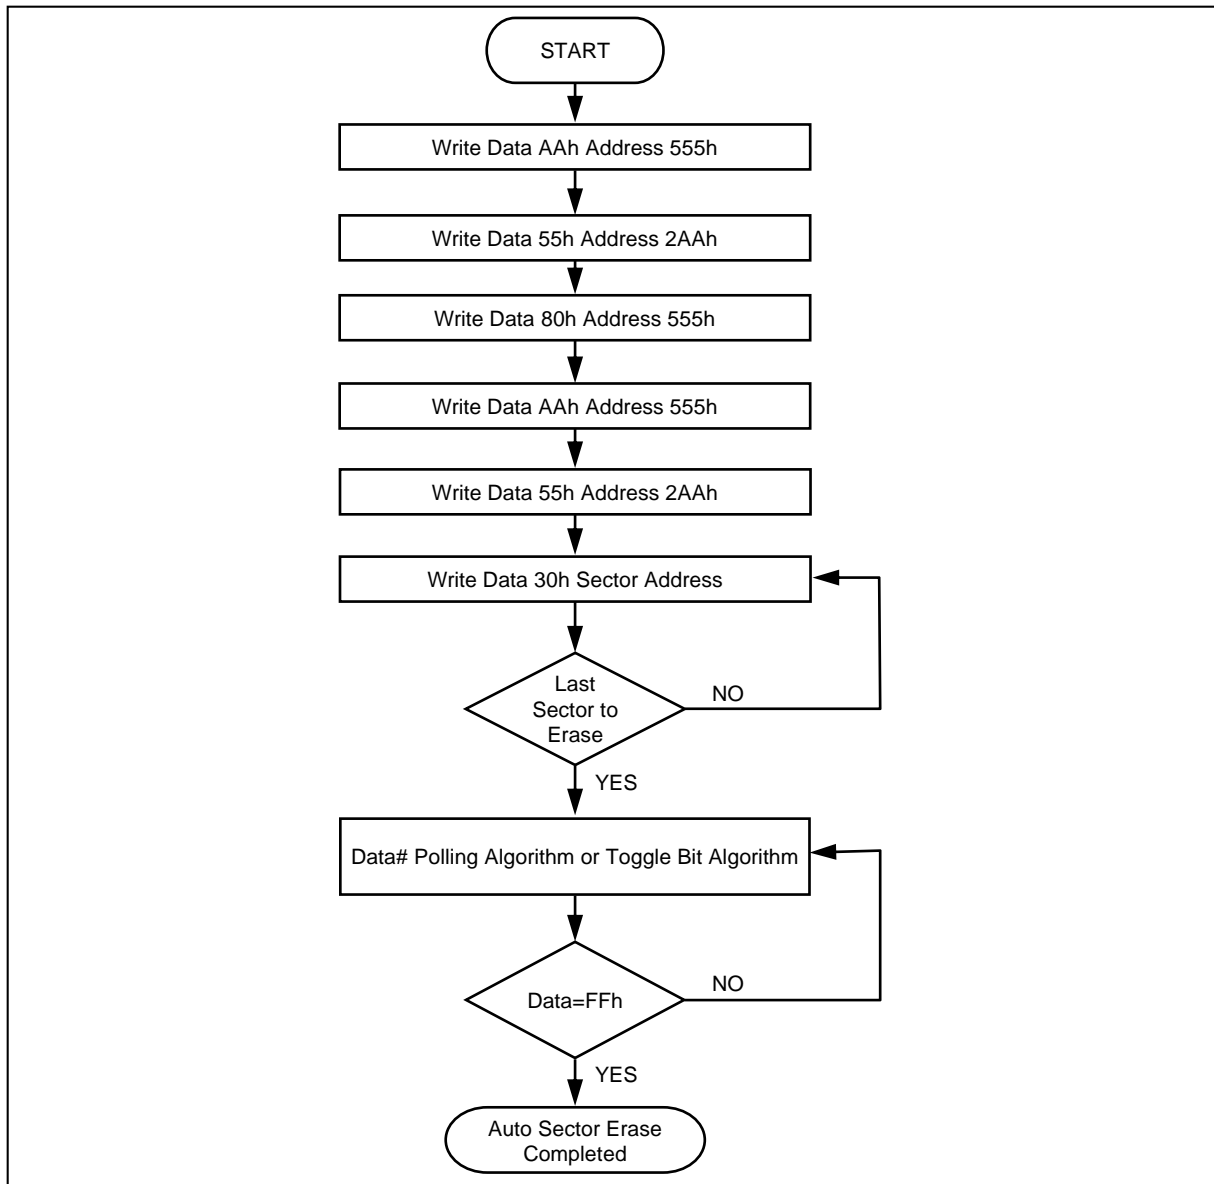 START
Write Data AAh Address 555h
Write Data 55h Address 2AAh
Write Data 80h Address 555h
Write Data AAh Address 555h
Write Data 55h Address 2AAh
Write Data 30h Sector Address
Last
Sector to
Erase
NO
YES
Data# Polling Algorithm or Toggle Bit Algorithm
Data=FFh
NO
YES
Auto Sector Erase
Completed